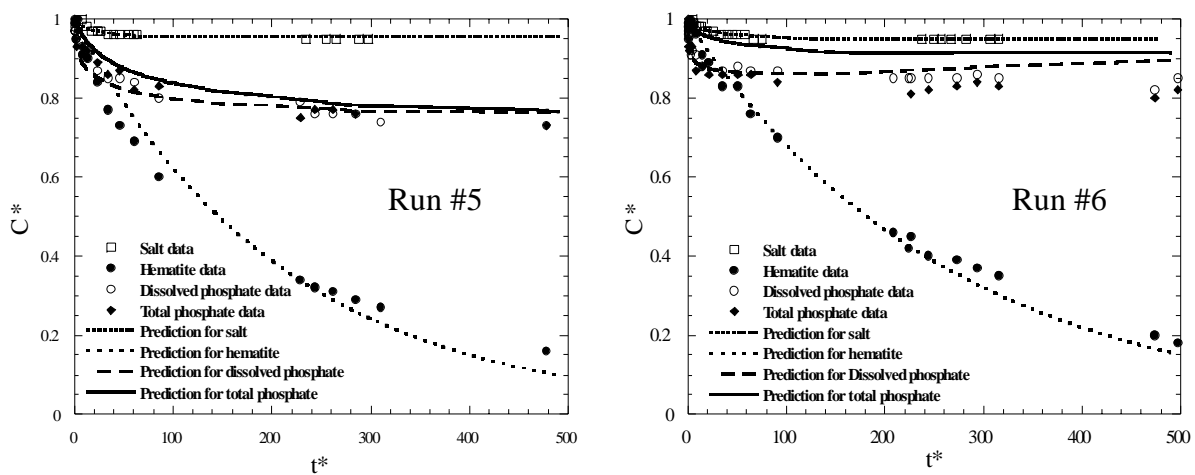 1
0.8
0.6
0.4
0.2
0
C*
Run #5
Salt data
Hematite data
Dissolved phosphate data
Total phosphate data
Prediction for salt
Prediction for hematite
Prediction for dissolved phosphate
Prediction for total phosphate
0 100 200 300 400 500
t*
1
0.8
0.6
0.4
0.2
0
C*
Run #6
Salt data
Hematite data
Dissolved phosphate data
Total phosphate data
Prediction for salt
Prediction for hematite
Prediction for Dissolved phosphate
Prediction for total phosphate
0 100 200 300 400 500
t*